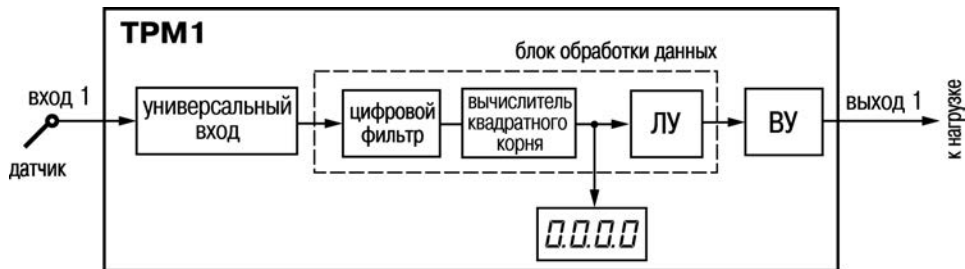 ТРМ1
блок обработки данных
вход 1
датчик
универсальный
вход
цифровой
фильтр
вычислитель
квадратного
корня
ЛУ
ВУ
выход 1
к нагрузке
0.0.0.0